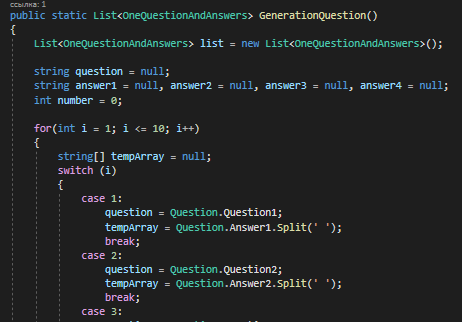 ссылка: 1
public static List<OneQuestionAndAnswers> GenerationQuestion()
{
List<OneQuestionAndAnswers> list = new List<OneQuestionAndAnswers>();
string question = null;
string answer1 = null, answer2 = null, answer3 = null, answer4 = null;
int number = 0;
for(int i = 1; i <= 10; i++)
{
string[] tempArray = null;
switch (i)
{
case 1:
question = Question.Question1;
tempArray = Question.Answer1.Split(' ');
break;
case 2:
question = Question.Question2;
tempArray = Question.Answer2.Split(' ');
break;
case 3: